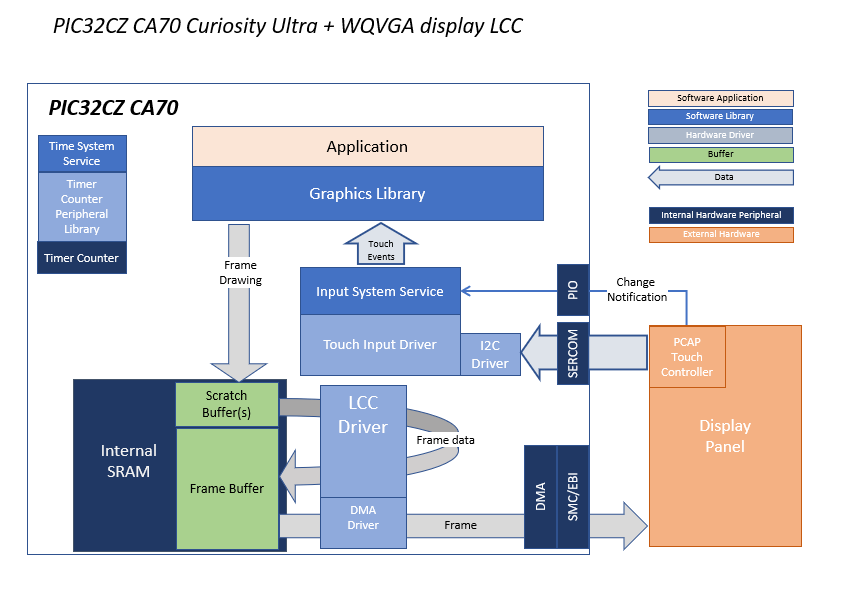 PIC32CZ CA70 Curiosity Ultra + WQVGA display LCC
PIC32CZ CA70
Time System
Service
Timer
Counter
Peripheral
Library
Timer Counter
Application
Graphics Library
Software Application
Software Library
Hardware Driver
Buffer
Data
Internal Hardware Peripheral
External Hardware
Touch
Events
Frame
Drawing
Input System Service
Touch Input Driver
I2C
Driver
PIO
SERCOM
Change
Notification
PCAP
Touch
Controller
Display
Panel
Internal
SRAM
Scratch
Buffer(s)
Frame Buffer
LCC
Driver
DMA
Driver
Frame data
Frame
DMA
SMC/EBI